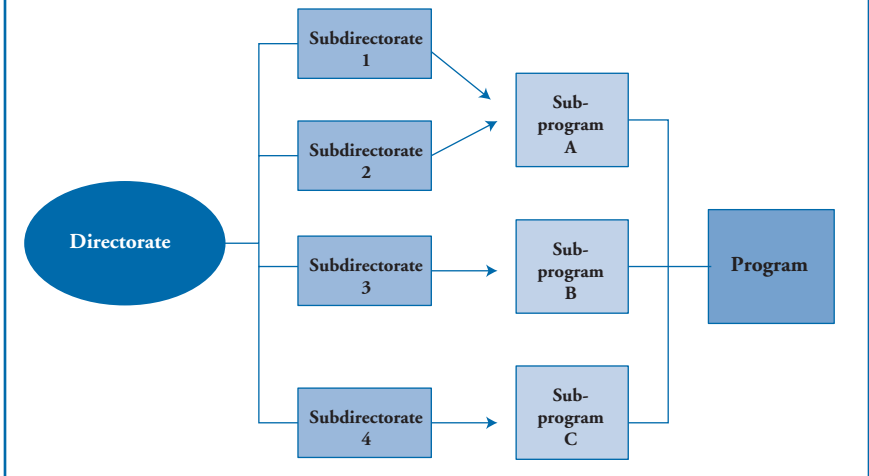 Directorate
Subdirectorate
1
Subdirectorate
2
Subdirectorate
3
Subdirectorate
4
Sub-
program
A
Sub-
program
B
Sub-
program
C
Program